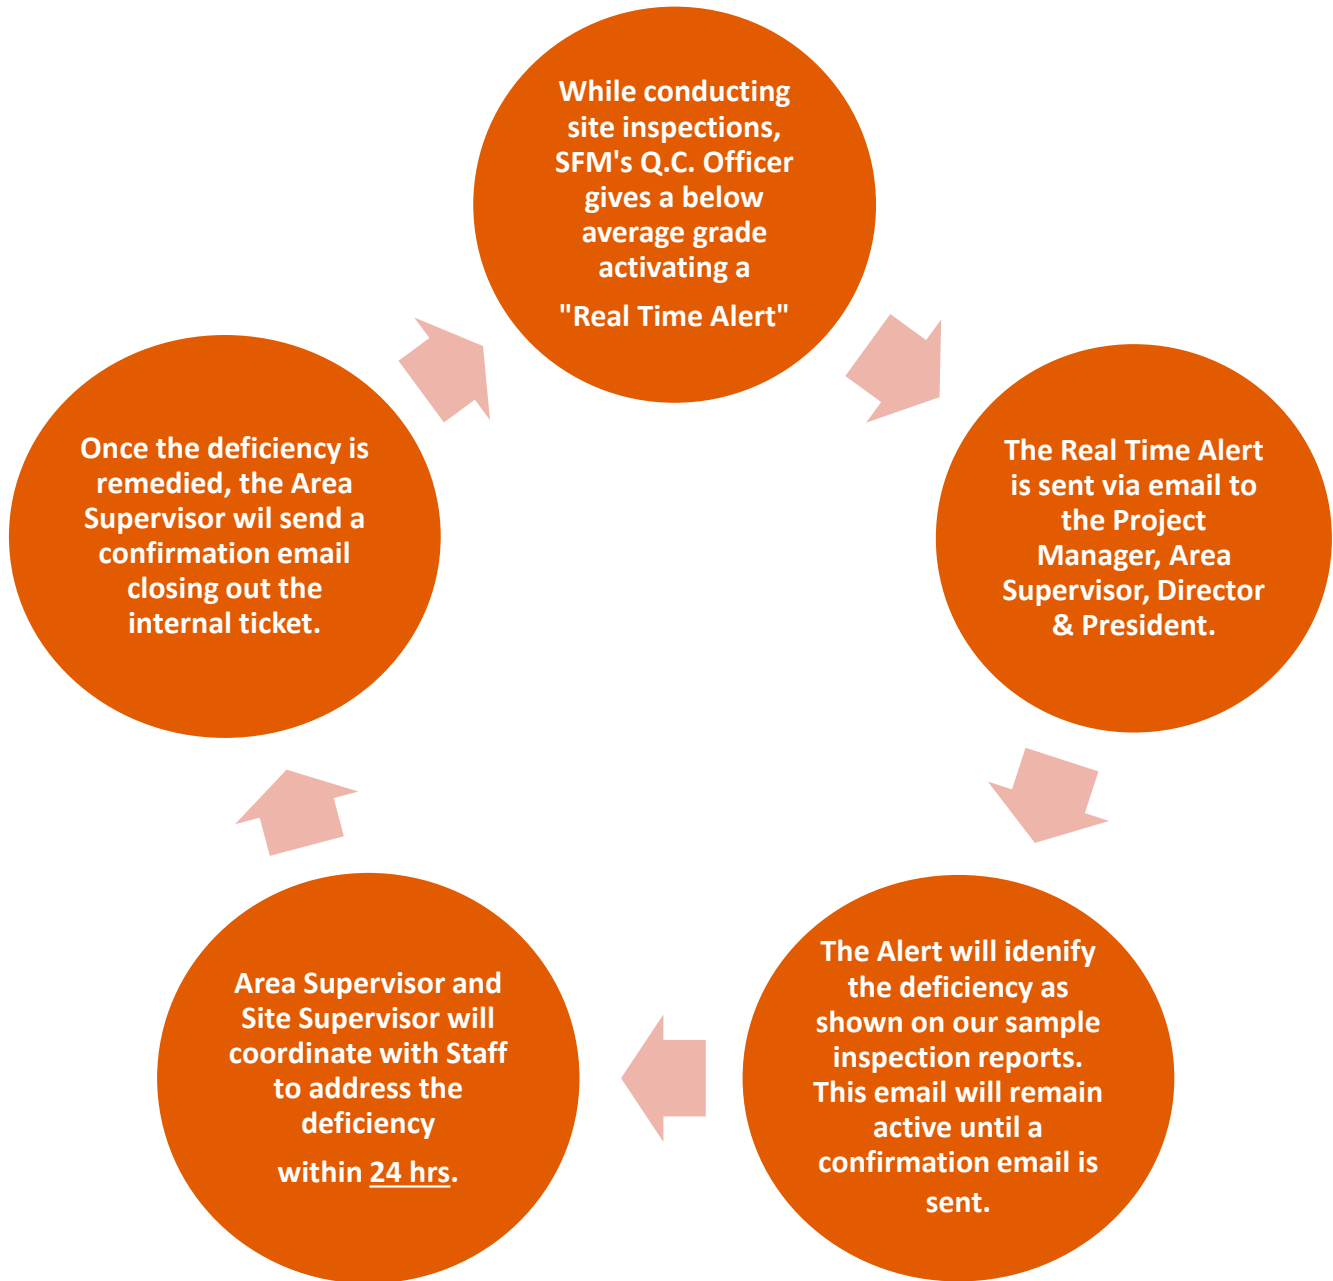 While conducting
site inspections,
SFM's Q.C. Officer
gives a below
average grade
activating a
"Real Time Alert"
The Real Time Alert
is sent via email to
the Project
Manager, Area
Supervisor, Director
& President.
The Alert will idenify
the deficiency as
shown on our sample
inspection reports.
This email will remain
active until a
confirmation email is
sent.
Area Supervisor and
Site Supervisor will
coordinate with Staff
to address the
deficiency
within 24 hrs.
Once the deficiency is
remedied, the Area
Supervisor wil send a
confirmation email
closing out the
internal ticket.